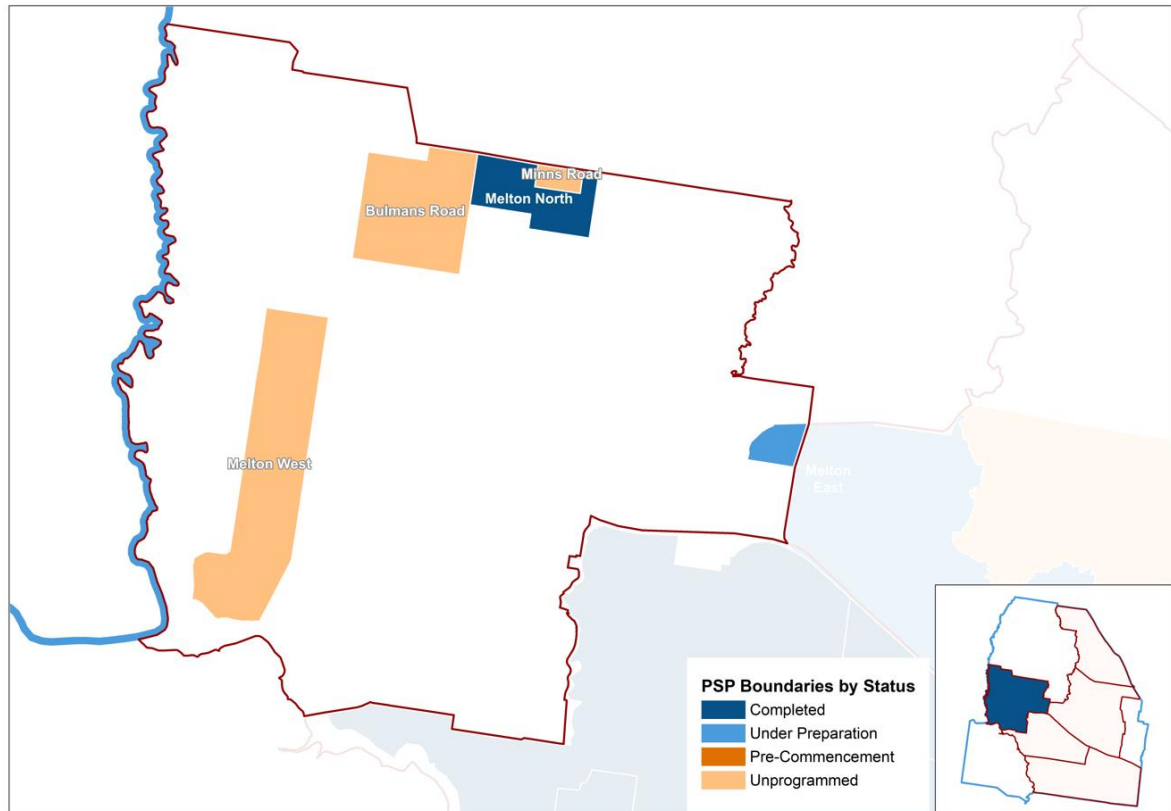 Minns Road
Melton North
Bulmans Road
Melton West
Melton
East
PSP Boundaries by Status
Completed
Under Preparation
Pre-Commencement
Unprogrammed